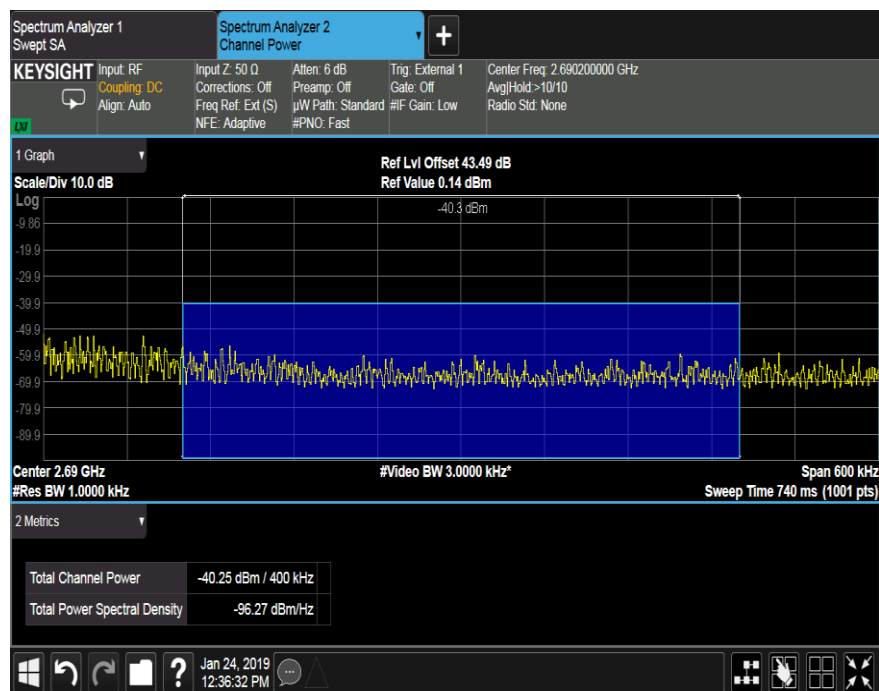 Spectrum Analyzer 1
Swept SA
Spectrum Analyzer 2
Channel Power
KEYSIGHT
Input: RF
Coupling: DC
Align: Auto
LXI
Input Z: 50 Ω
Corrections: Off
Freq Ref: Ext (S)
NFE: Adaptive
Atten: 6 dB
Preamp: Off
µW Path: Standard
#PNO: Fast
Trig: External 1
Gate: Off
#IF Gain: Low
Center Freq: 2.690200000 GHz
Avg|Hold:>10/10
Radio Std: None
1 Graph
Ref Lvl Offset 43.49 dB
Scale/Div 10.0 dB
Ref Value 0.14 dBm
Log
-40.3 dBm
-9.86
-19.9
-29.9
-39.9
-49.9
-59.9
-69.9
-79.9
-89.9
Center 2.69 GHz
#Video BW 3.0000 kHz*
Span 600 kHz
#Res BW 1.0000 kHz
Sweep Time 740 ms (1001 pts)
2 Metrics
Total Channel Power
-40.25 dBm / 400 kHz
Total Power Spectral Density
-96.27 dBm/Hz
Jan 24, 2019
12:36:32 PM